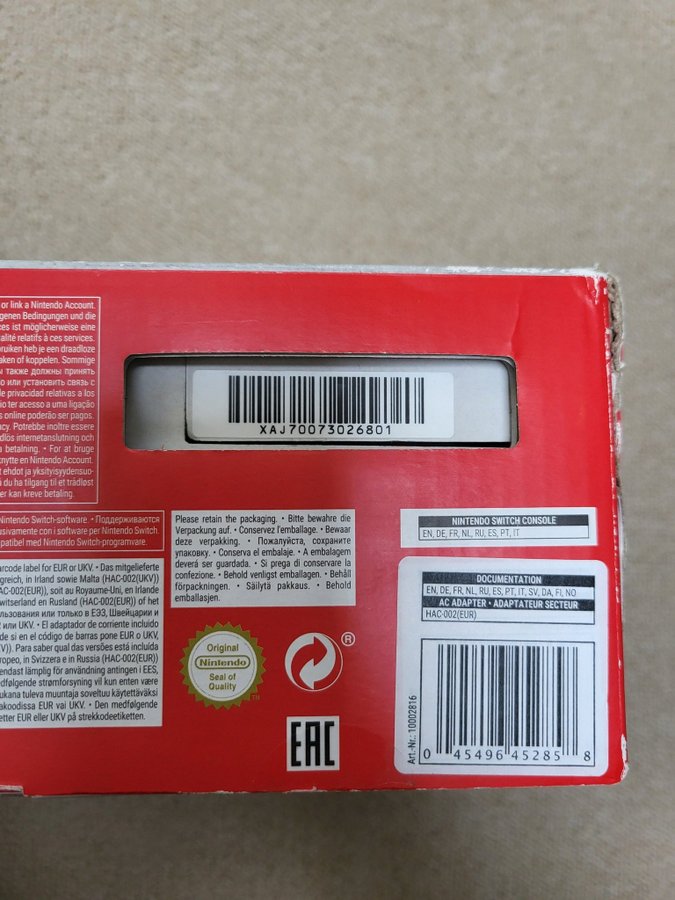 or link a Nintendo Account.
genen Bedingungen und die
ces ist möglicherweise eine
alité relatifs à ces services.
ruiken heb je een draadloze
aken of koppelen. Sommige
ы также должны принять
о или установить связь с
de privacidad relativas a los
io ter acesso a uma ligação
s online poderão ser pagos.
acy. Potrebbe inoltre essere
dlös internetanslutning och
a betalning. • For at bruge
knytte en Nintendo Account.
t ehdot ja yksityisyydensuo-
å du ha tilgang til et trådløst
er kan kreve betaling.
Nintendo Switch-software. • Поддерживаются
usivamente con i software per Nintendo Switch.
patibel med Nintendo Switch-programvare.
arcode label for EUR or UKV. • Das mitgelieferte
greich, in Irland sowie Malta (HAC-002(UKV))
AC-002(EUR)), soit au Royaume-Uni, en Irlande
witserland en Rusland (HAC-002(EUR)) of het
льзования или только в ЕЭЗ, Швейцарии и
или UKV. • El adaptador de corriente incluido
de si en el código de barras pone EUR o UKV,
V)). Para saber qual das versões está incluída
ropeo, in Svizzera e in Russia (HAC-002(EUR))
endast lämplig för användning antingen i EES,
edfølgende strømforsyning vil kun enten være
ukana tuleva muuntaja soveltuu käytettäväksi
akoodissa EUR vai UKV. • Den medfølgende
etter EUR eller UKV på strekkodeetiketten.
XAJ70073026801
Please retain the packaging. • Bitte bewahre die
Verpackung auf. • Conservez l'emballage. • Bewaar
deze verpakking. • Пожалуйста, сохраните
упаковку. • Conserva el embalaje. • A embalagem
deverá ser guardada. • Si prega di conservare la
confezione. • Behold venligst emballagen. • Behåll
förpackningen. • Säilytä pakkaus. • Behold
emballasjen.
Original
Nintendo
Seal of
Quality
TM
®
EAC
NINTENDO SWITCH CONSOLE
EN, DE, FR, NL, RU, ES, PT, IT
DOCUMENTATION
EN, DE, FR, NL, RU, ES, PT, IT, SV, DA, FI, NO
AC ADAPTER • ADAPTATEUR SECTEUR
HAC-002(EUR)
Art.-Nr.: 10002816
0 45496 45285 8